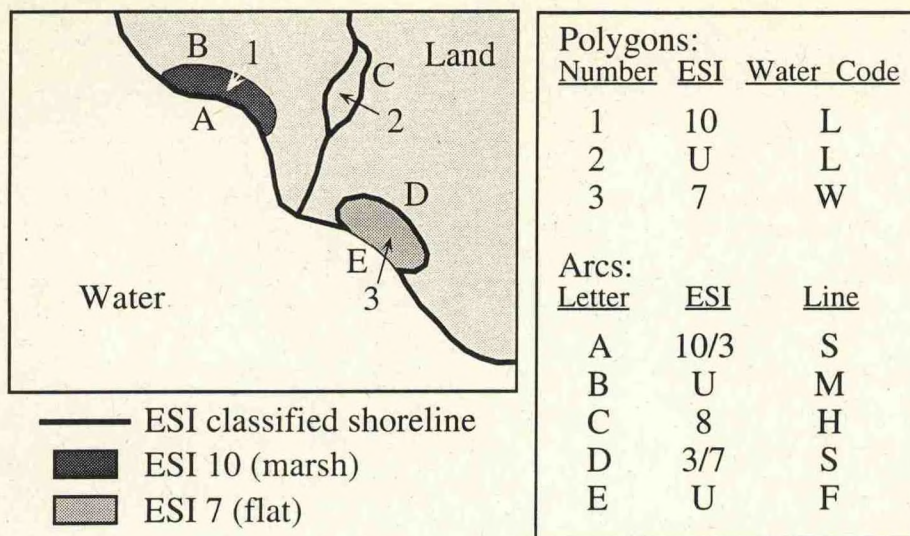 B 1 Land
C
A
2
D
E
3
Water
ESI classified shoreline
ESI 10 (marsh)
ESI 7 (flat)
Polygons:
Number ESI Water Code
1 10 L
2 U L
3 7 W
Arcs:
Letter ESI Line
A 10/3 S
B U M
C 8 H
D 3/7 S
E U F